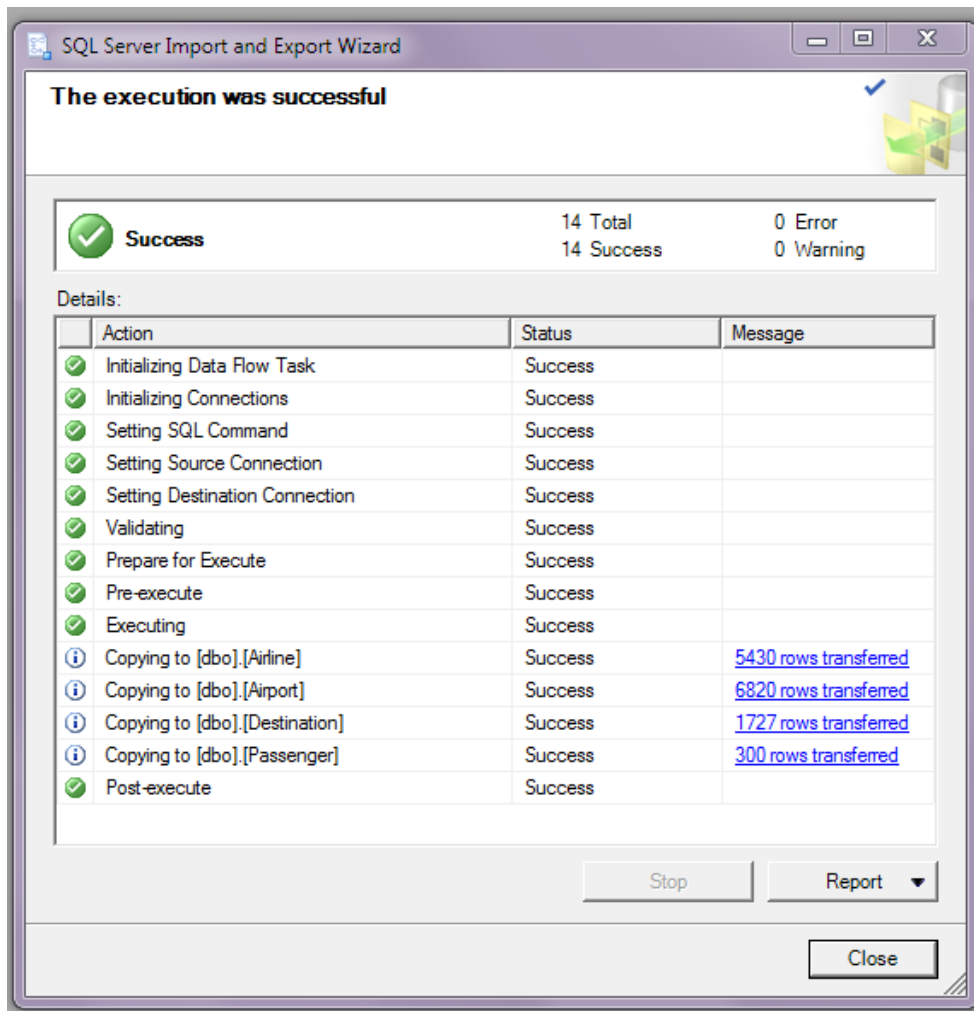 SQL Server Import and Export Wizard
The execution was successful
Success 14 Total 0 Error
14 Success 0 Warning
Details:
Action Status Message
Initializing Data Flow Task Success
Initializing Connections Success
Setting SQL Command Success
Setting Source Connection Success
Setting Destination Connection Success
Validating Success
Prepare for Execute Success
Pre-execute Success
Executing Success
Copying to [dbo].[Airline] Success 5430 rows transferred
Copying to [dbo].[Airport] Success 6820 rows transferred
Copying to [dbo].[Destination] Success 1727 rows transferred
Copying to [dbo].[Passenger] Success 300 rows transferred
Post-execute Success
Stop Report
Close